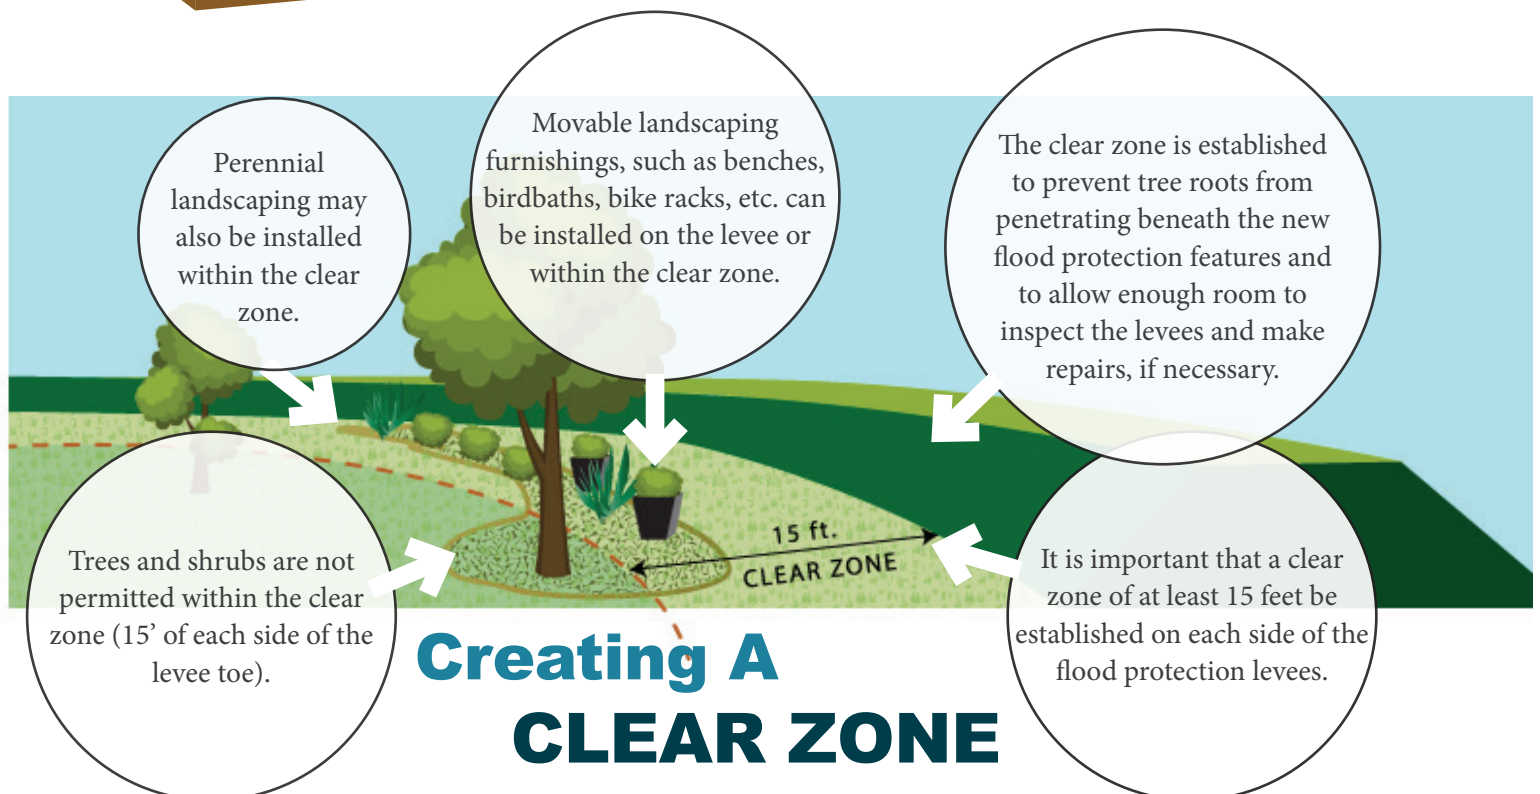 Perennial
landscaping may
also be installed
within the clear
zone.
Movable landscaping
furnishings, such as benches,
birdbaths, bike racks, etc. can
be installed on the levee or
within the clear zone.
The clear zone is established
to prevent tree roots from
penetrating beneath the new
flood protection features and
to allow enough room to
inspect the levees and make
repairs, if necessary.
Trees and shrubs are not
permitted within the clear
zone (15’ of each side of the
levee toe).
15 ft.
CLEAR ZONE
It is important that a clear
zone of at least 15 feet be
established on each side of the
flood protection levees.
Creating A
CLEAR ZONE